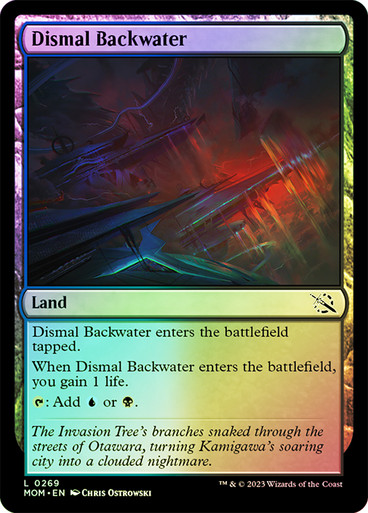 Dismal Backwater
Land
Dismal Backwater enters the battlefield
tapped.
When Dismal Backwater enters the battlefield,
you gain 1 life.
: Add or .
The Invasion Tree's branches snaked through the
streets of Otawara, turning Kamigawa's soaring
city into a clouded nightmare.
L 0269
MOM • EN Chris Ostrowski
™ & © 2023 Wizards of the Coast